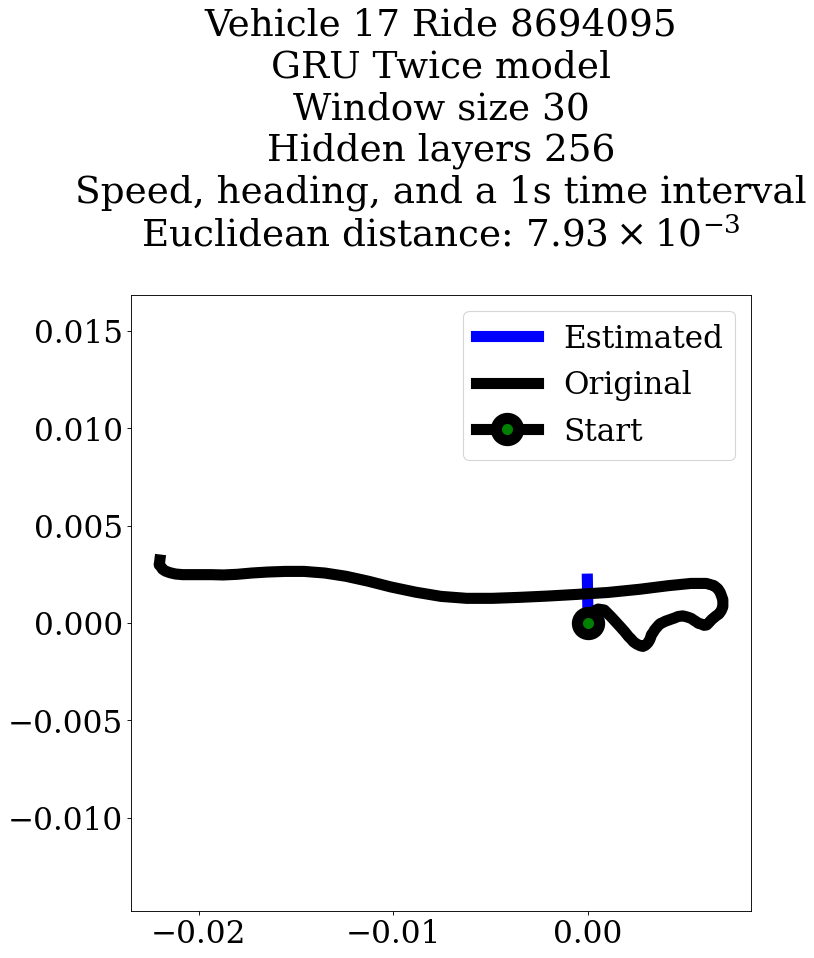 Vehicle 17 Ride 8694095
GRU Twice model
Window size 30
Hidden layers 256
Speed, heading, and a 1s time interval
Euclidean distance: 7.93 × 10⁻³
Estimated
Original
Start
0.015
0.010
0.005
0.000
−0.005
−0.010
−0.02 −0.01 0.00